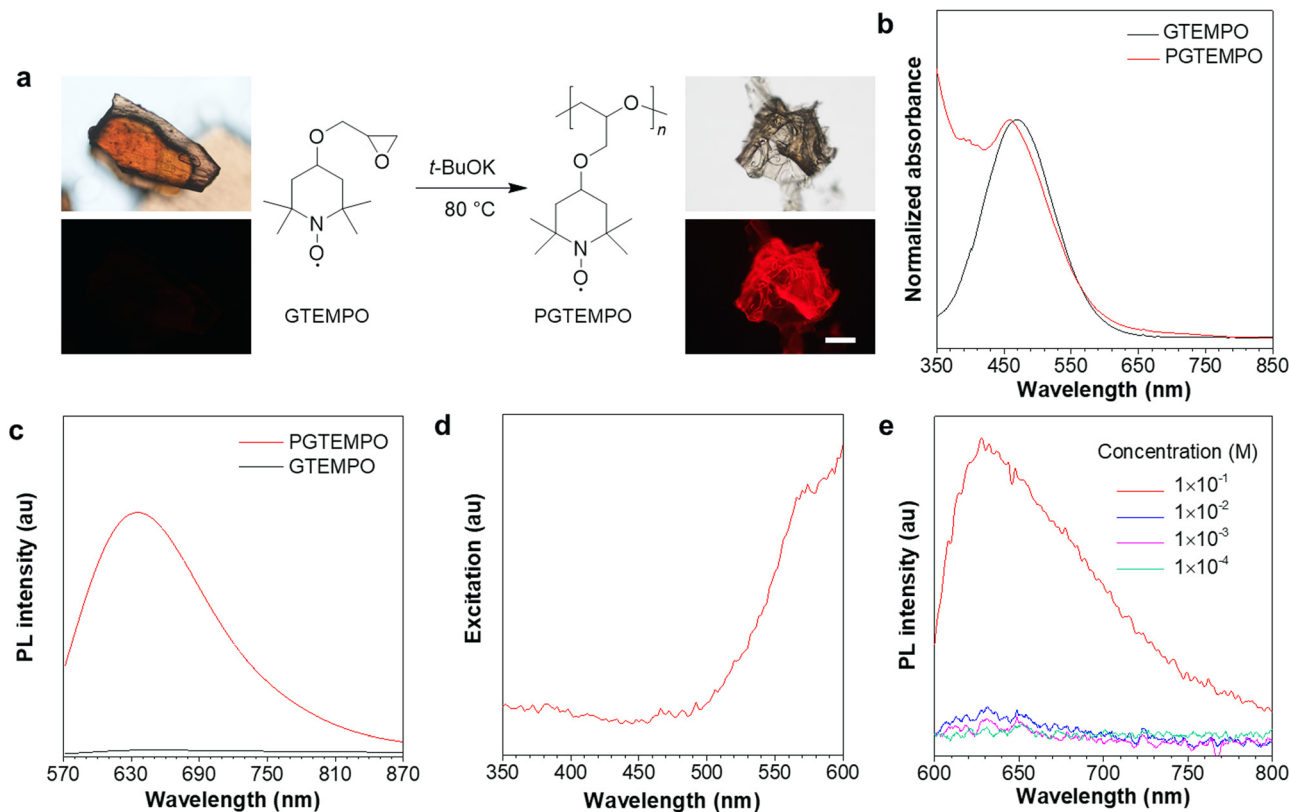 a
O
O
N
O·
GTEMPO
t-BuOK
80 °C
O
n
O
N
O·
PGTEMPO
b
GTEMPO
PGTEMPO
Normalized absorbance
350 450 550 650 750 850
Wavelength (nm)
c
PGTEMPO
GTEMPO
PL intensity (au)
570 630 690 750 810 870
Wavelength (nm)
d
Excitation (au)
350 400 450 500 550 600
Wavelength (nm)
e
Concentration (M)
1×10⁻¹
1×10⁻²
1×10⁻³
1×10⁻⁴
PL intensity (au)
600 650 700 750 800
Wavelength (nm)